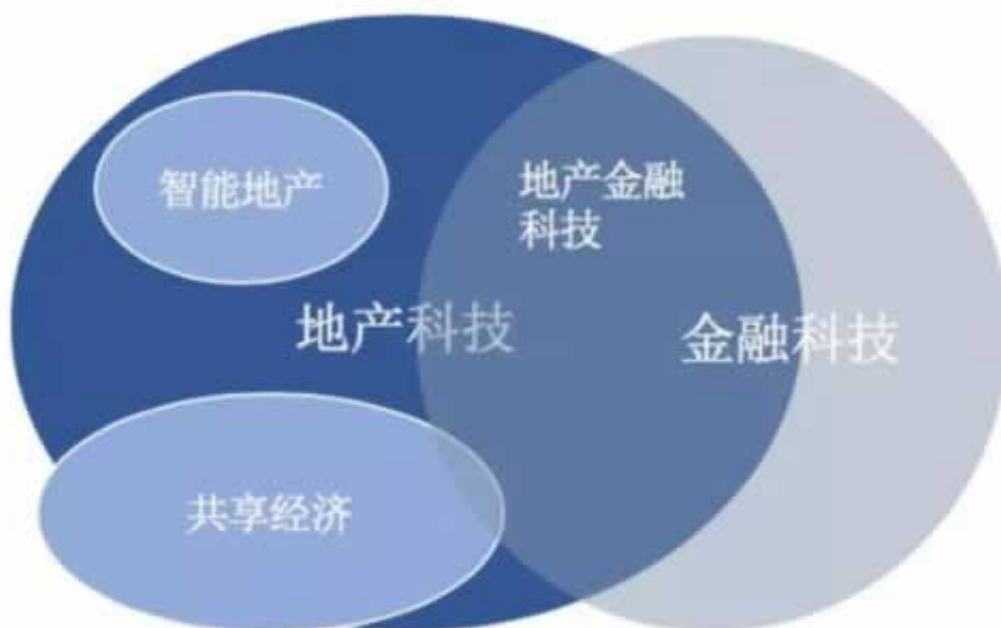 智能地产
地产金融
科技
地产科技
金融科技
共享经济